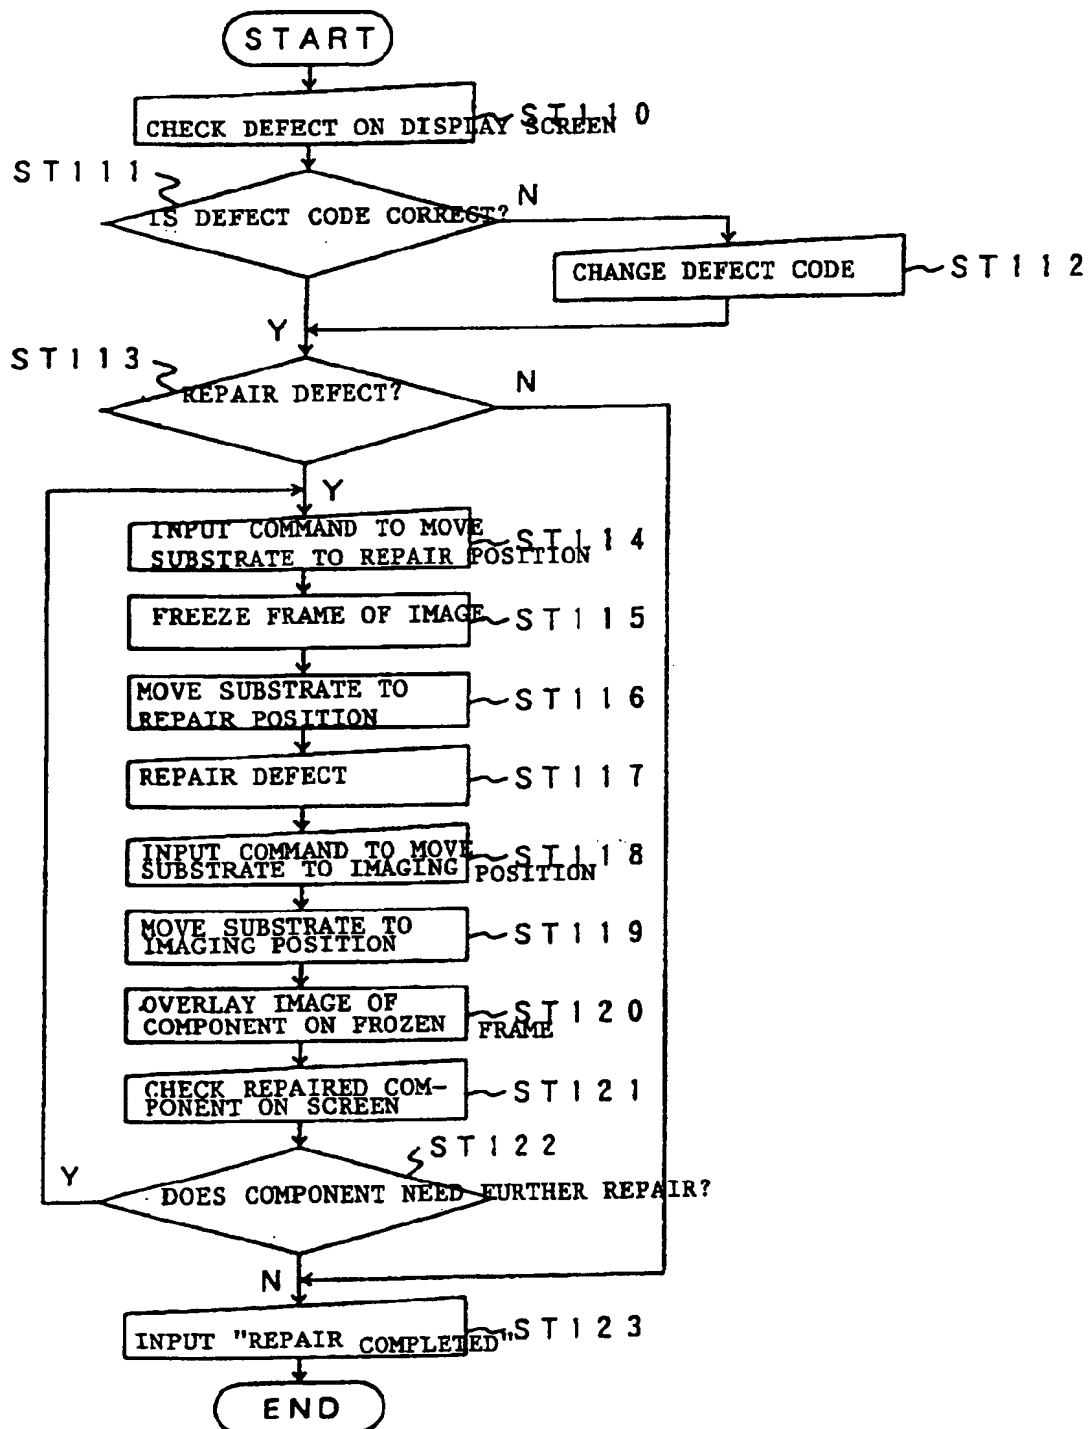 START
CHECK DEFECT ON DISPLAY SCREEN
ST110
ST111
IS DEFECT CODE CORRECT?
N
CHANGE DEFECT CODE
ST112
Y
ST113
REPAIR DEFECT?
N
Y
INPUT COMMAND TO MOVE
SUBSTRATE TO REPAIR POSITION
ST114
FREEZE FRAME OF IMAGE
ST115
MOVE SUBSTRATE TO
REPAIR POSITION
ST116
REPAIR DEFECT
ST117
INPUT COMMAND TO MOVE
SUBSTRATE TO IMAGING POSITION
ST118
MOVE SUBSTRATE TO
IMAGING POSITION
ST119
OVERLAY IMAGE OF
COMPONENT ON FROZEN FRAME
ST120
CHECK REPAIRED COM-
PONENT ON SCREEN
ST121
ST122
Y
DOES COMPONENT NEED FURTHER REPAIR?
N
INPUT "REPAIR COMPLETED"
ST123
END